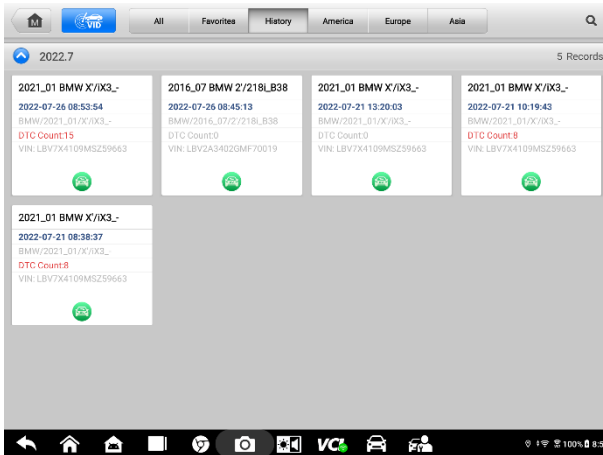 M
VID
All
Favorites
History
America
Europe
Asia
2022.7
5 Records
2021_01 BMW X'/iX3_-
2022-07-26 08:53:54
BMW/2021_01/X'/iX3_-
DTC Count:15
VIN: LBV7X4109MSZ59663
2016_07 BMW 2'/218i_B38
2022-07-26 08:45:13
BMW/2016_07/2'/218i_B38
DTC Count:0
VIN: LBV2A3402GMF70019
2021_01 BMW X'/iX3_-
2022-07-21 13:20:03
BMW/2021_01/X'/iX3_-
DTC Count:0
VIN: LBV7X4109MSZ59663
2021_01 BMW X'/iX3_-
2022-07-21 10:19:43
BMW/2021_01/X'/iX3_-
DTC Count:8
VIN: LBV7X4109MSZ59663
2021_01 BMW X'/iX3_-
2022-07-21 08:38:37
BMW/2021_01/X'/iX3_-
DTC Count:8
VIN: LBV7X4109MSZ59663
VCI
100%